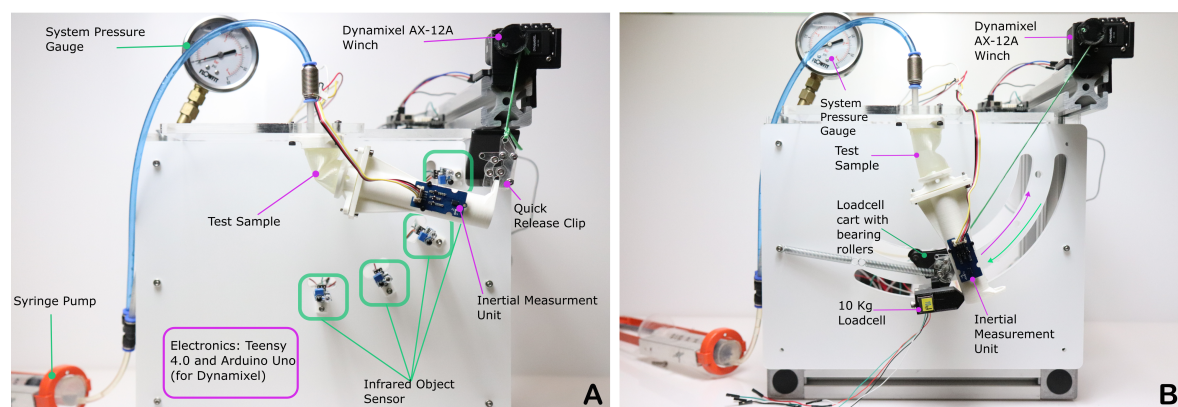 System Pressure
Gauge
Dynamixel AX-12A
Winch
Test Sample
Quick
Release Clip
Syringe Pump
Inertial Measurment
Unit
Electronics: Teensy
4.0 and Arduino Uno
(for Dynamixel)
Infrared Object
Sensor
A
Dynamixel
AX-12A
Winch
System
Pressure
Gauge
Test
Sample
Loadcell
cart with
bearing
rollers
10 Kg
Loadcell
Inertial
Measurement
Unit
B